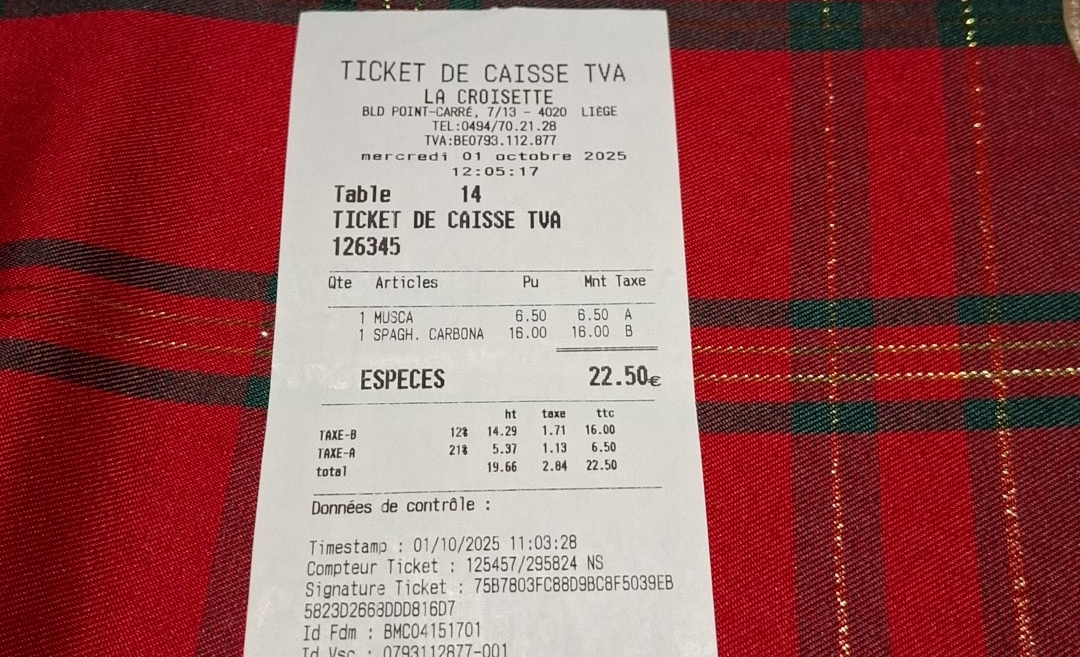 TICKET DE CAISSE TVA
LA CROISETTE
BLD POINT-CARRÉ, 7/13 - 4020 LIÈGE
TEL:0494/70.21.28
TVA:BE0793.112.877
mercredi 01 octobre 2025
12:05:17
Table 14
TICKET DE CAISSE TVA
126345
Qte Articles Pu Mnt Taxe
1 MUSCA 6.50 6.50 A
1 SPAGH. CARBONA 16.00 16.00 B
ESPECES 22.50€
ht taxe ttc
TAXE-B 12% 14.29 1.71 16.00
TAXE-A 21% 5.37 1.13 6.50
total 19.66 2.84 22.50
Données de contrôle :
Timestamp : 01/10/2025 11:03:28
Compteur Ticket : 125457/295824 NS
Signature Ticket : 75B7803FC88D9BC8F5039EB
5823D2668DDD816D7
Id Fdm : BMC04151701
Id Vsc : 0793112877-001